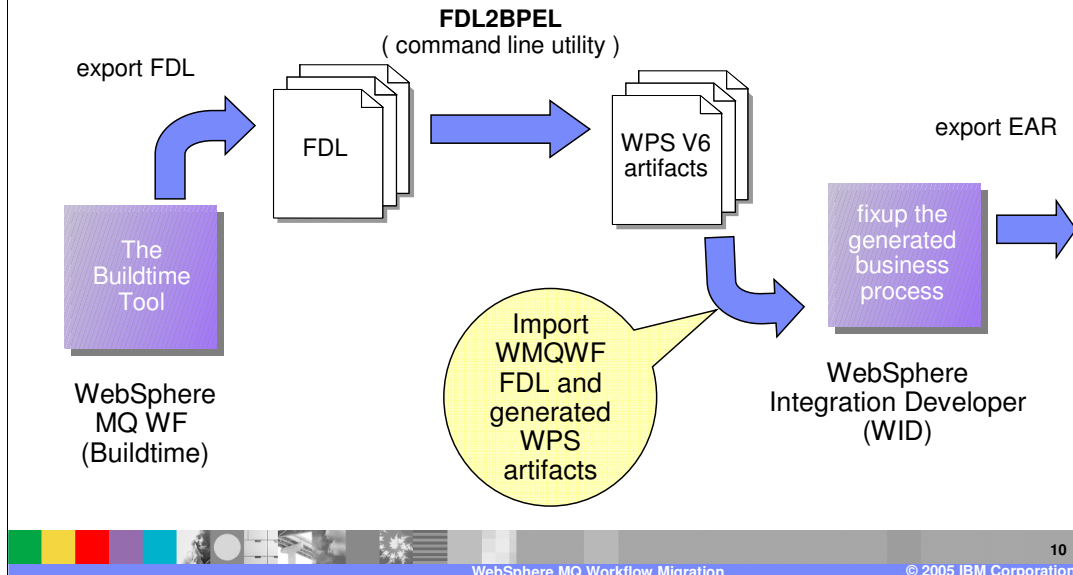 FDL2BPEL
( command line utility )
export FDL
FDL
WPS V6
artifacts
export EAR
The
Buildtime
Tool
fixup the
generated
business
process
Import
WMQWF
FDL and
generated
WPS
artifacts
WebSphere
MQ WF
(Buildtime)
WebSphere
Integration Developer
(WID)
10
WebSphere MQ Workflow Migration
© 2005 IBM Corporation